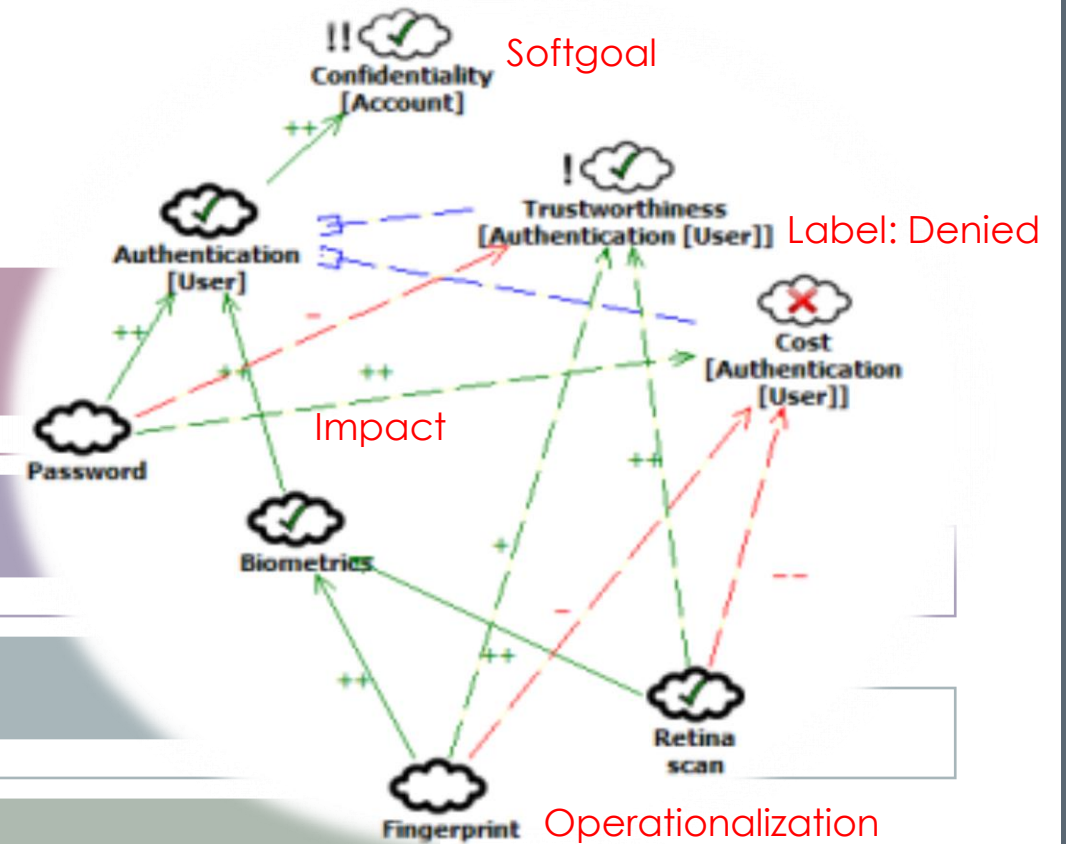 !!
Softgoal
Confidentiality
[Account]
++
!
Trustworthiness
[Authentication [User]]
Label: Denied
Authentication
[User]
-
Cost
[Authentication
[User]]
++
++
++
Impact
Password
++
Biometrics
+
--
-
++
++
Retina
scan
Fingerprint
Operationalization